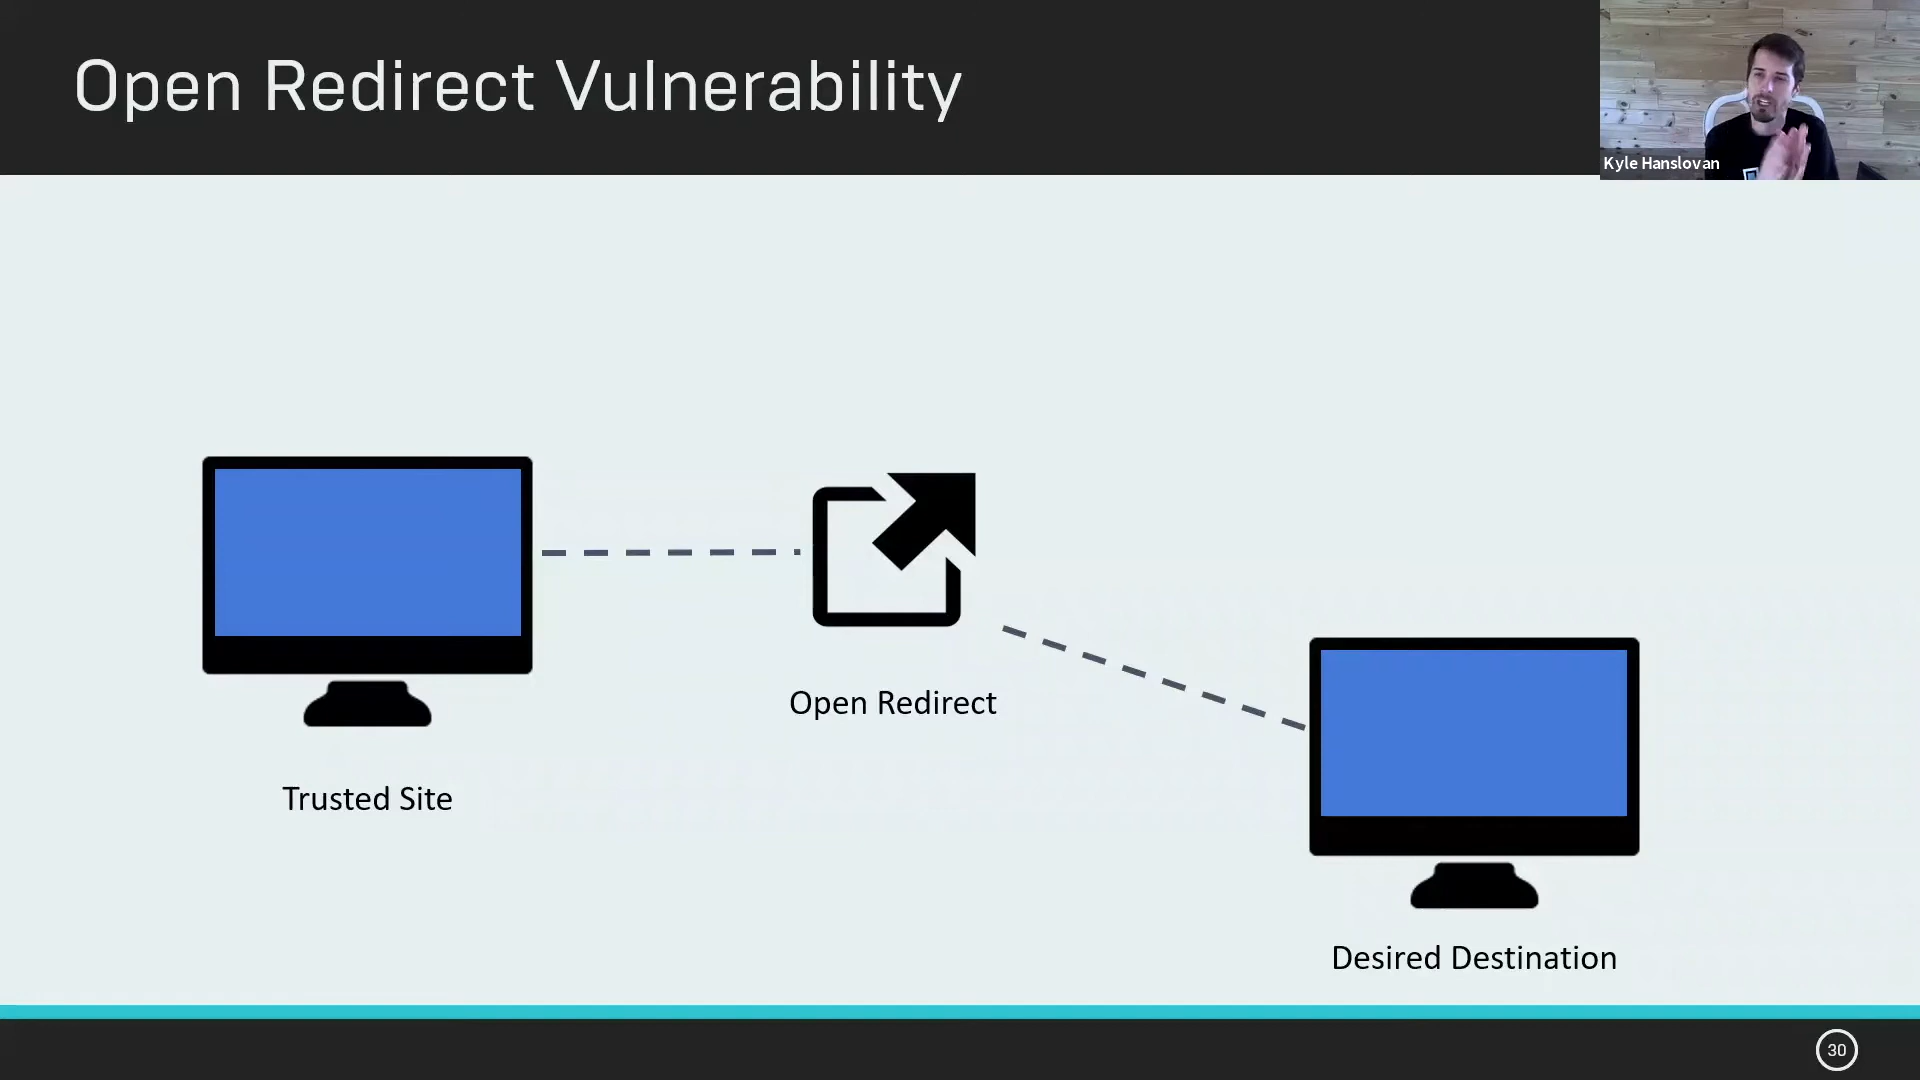 Open Redirect Vulnerability
Kyle Hanslovan
Open Redirect
Trusted Site
Desired Destination
30